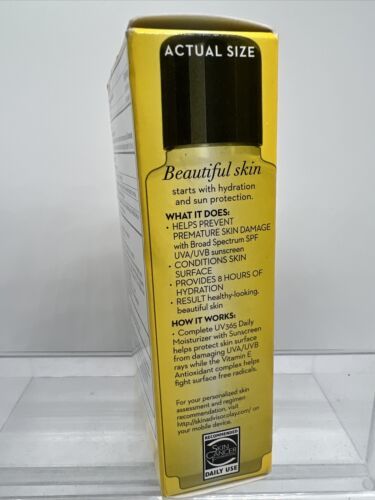 ACTUAL SIZE
Beautiful skin
starts with hydration
and sun protection.
WHAT IT DOES:
• HELPS PREVENT
PREMATURE SKIN DAMAGE
with Broad Spectrum SPF
UVA/UVB sunscreen
• CONDITIONS SKIN
SURFACE
• PROVIDES 8 HOURS OF
HYDRATION
• RESULT healthy-looking,
beautiful skin
HOW IT WORKS:
• Complete UV365 Daily
Moisturizer with Sunscreen
helps protect skin surface
from damaging UVA/UVB
rays while the Vitamin E
Antioxidant complex helps
fight surface free radicals.
For your personalized skin
assessment and regimen
recommendation, visit
http://skinadvisor.olay.com/ on
your mobile device.
RECOMMENDED
SKIN
CANCER
DAILY USE